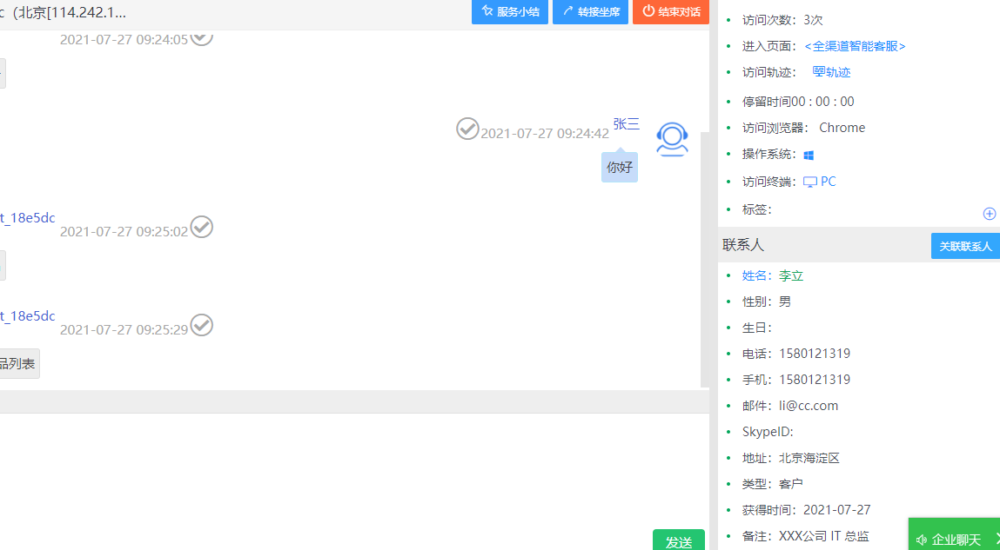 c（北京[114.242.1...
服务小结
转接坐席
结束对话
2021-07-27 09:24:05
2021-07-27 09:24:42
张三
你好
t_18e5dc
2021-07-27 09:25:02
t_18e5dc
2021-07-27 09:25:29
品列表
发送
访问次数：3次
进入页面：<全渠道智能客服>
访问轨迹：轨迹
停留时间00 : 00 : 00
访问浏览器： Chrome
操作系统：
访问终端：PC
标签：
联系人
关联联系人
姓名：李立
性别：男
生日：
电话：1580121319
手机：1580121319
邮件：li@cc.com
SkypeID:
地址：北京海淀区
类型：客户
获得时间：2021-07-27
备注：XXX公司 IT 总监
企业聊天